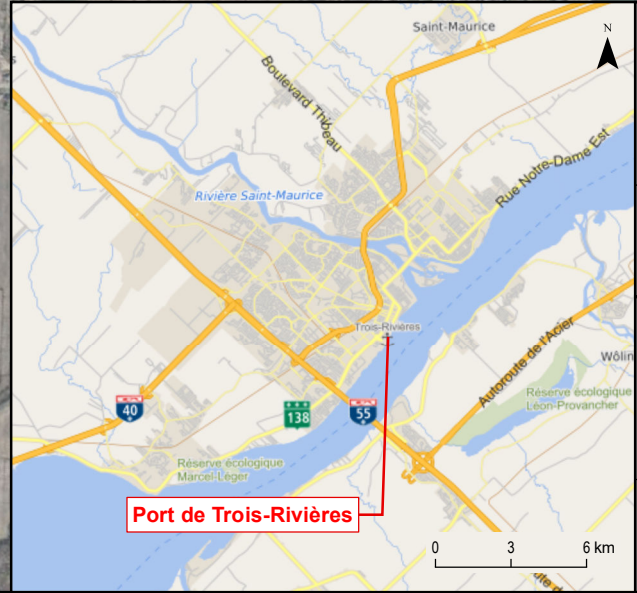 Saint-Maurice
N
Boulevard Thibeau
Rue Notre-Dame Est
Rivière Saint-Maurice
Trois-Rivières
Autoroute de l'Acier
Wôlin
Réserve écologique
Léon-Provancher
40
138
55
Réserve écologique
Marcel-Léger
Port de Trois-Rivières
0 3 6 km